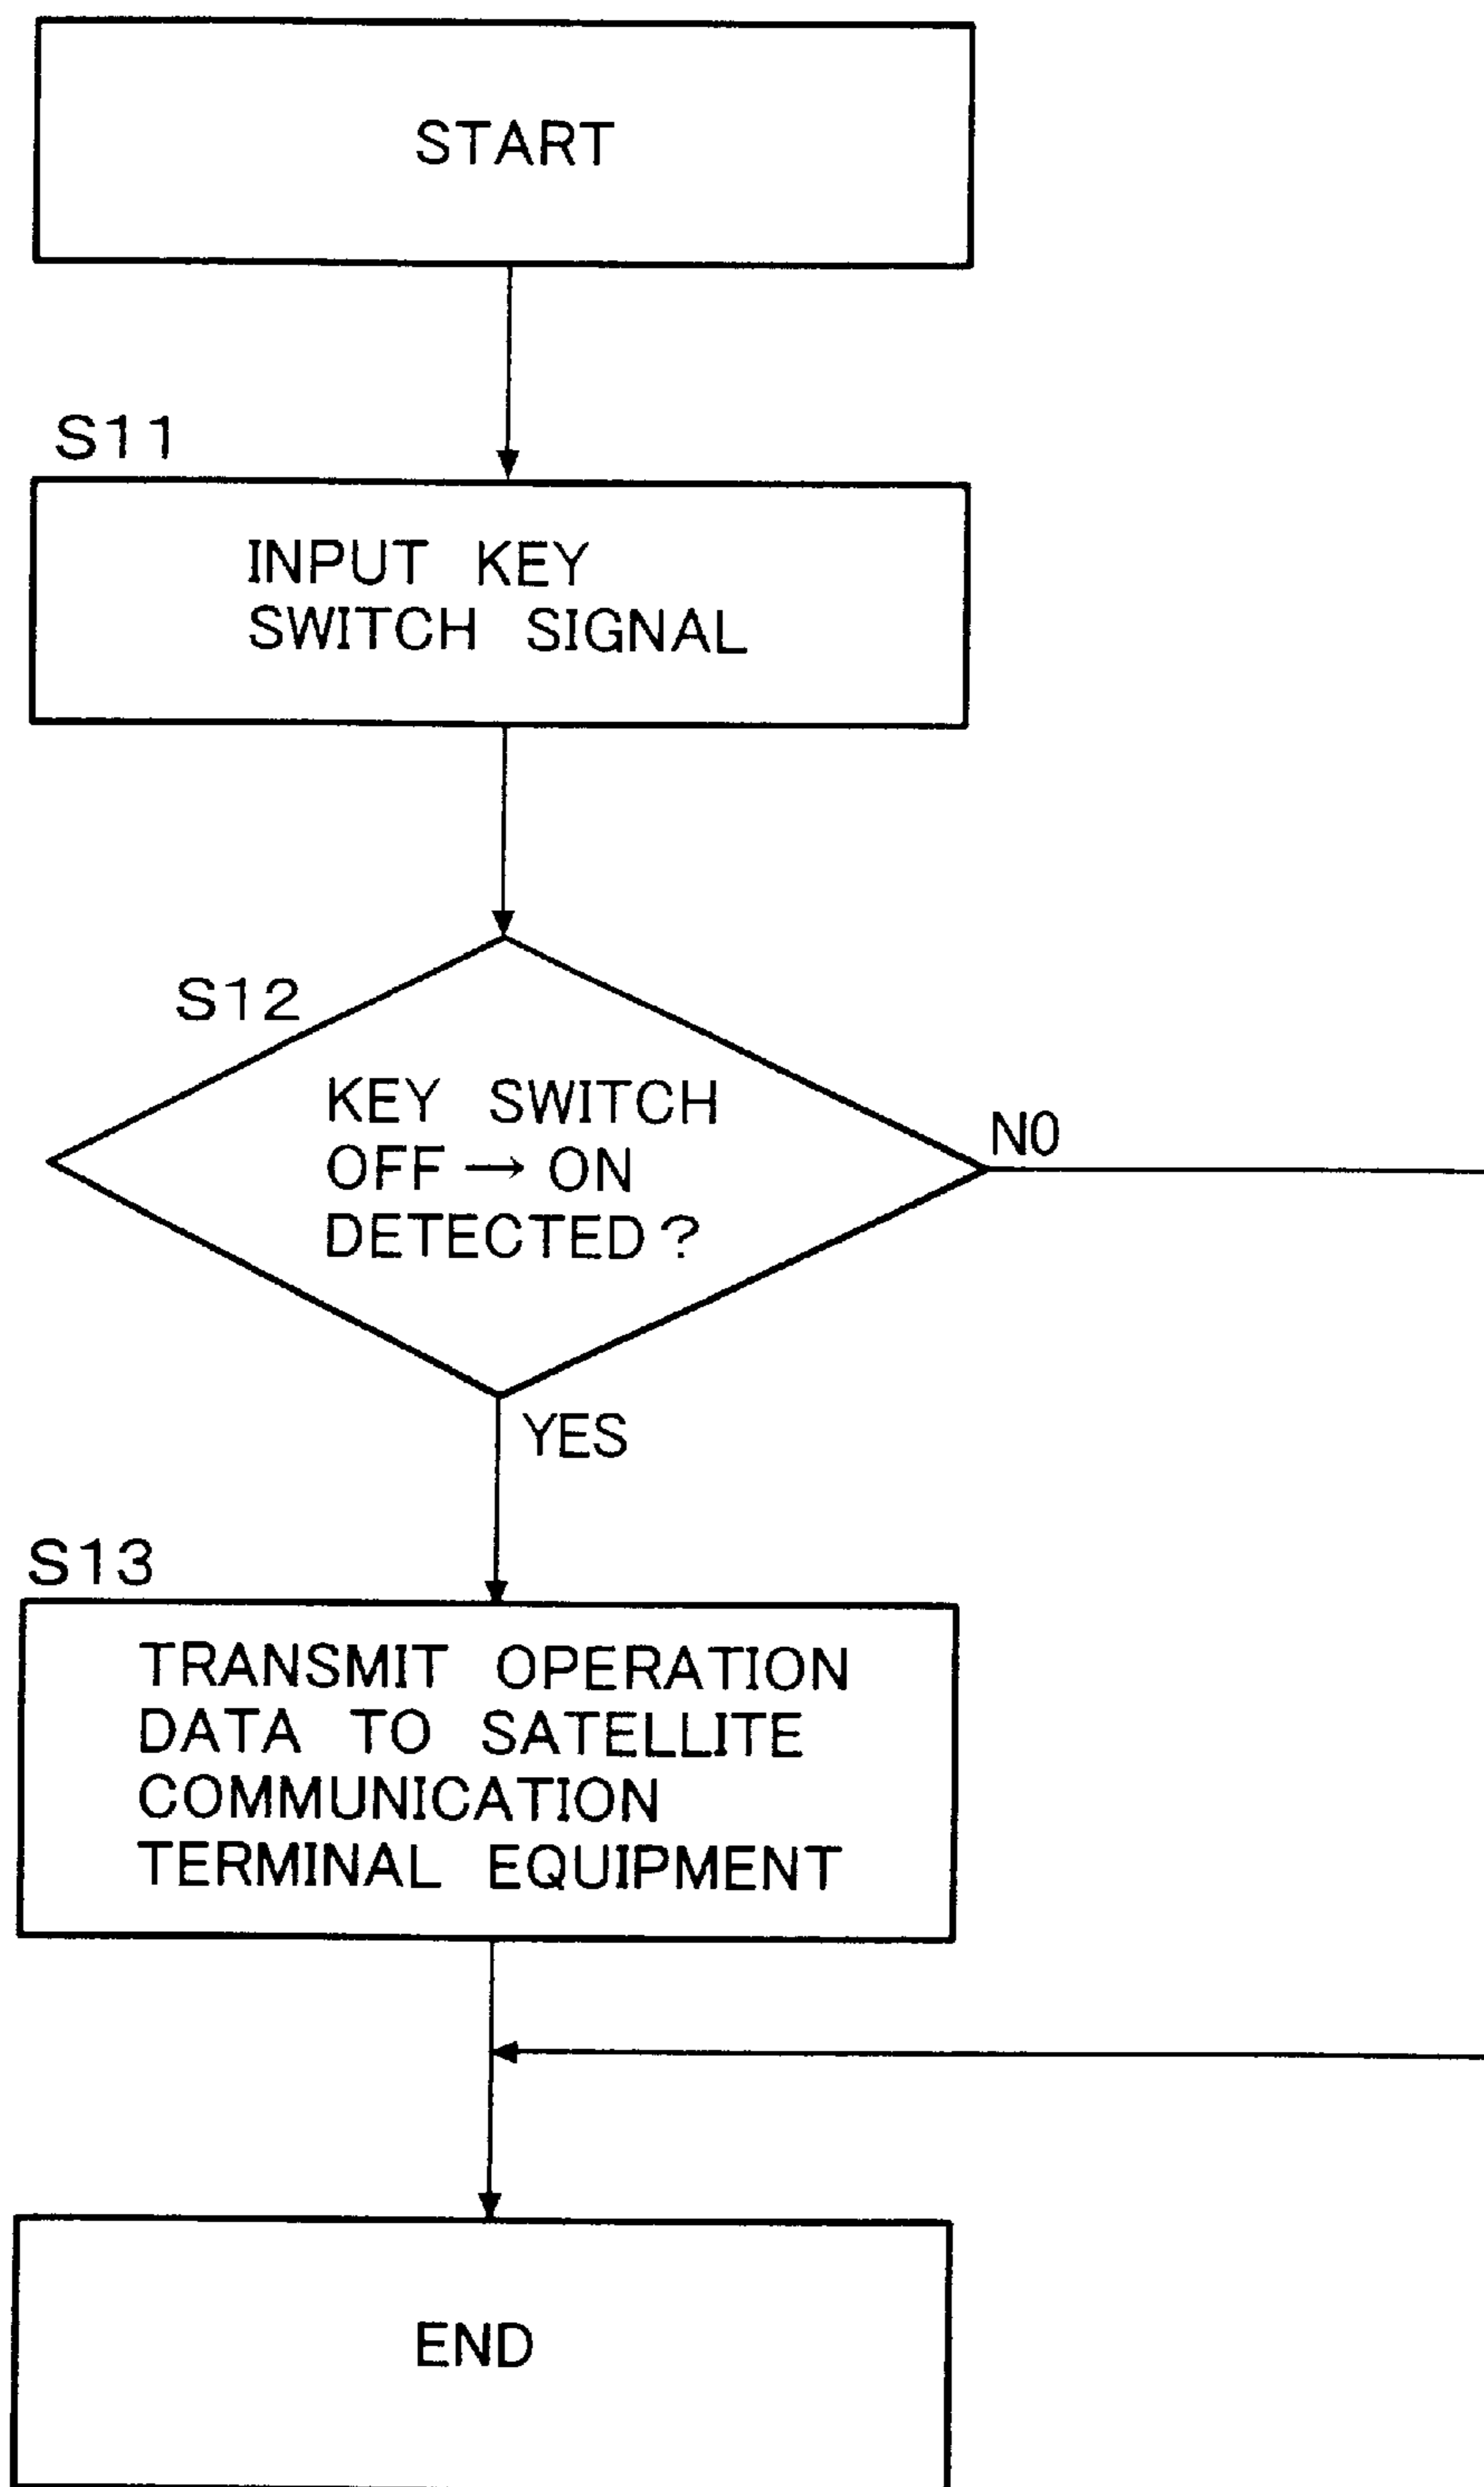 START
S11
INPUT KEY
SWITCH SIGNAL
S12
KEY SWITCH
OFF → ON
DETECTED ?
NO
YES
S13
TRANSMIT OPERATION
DATA TO SATELLITE
COMMUNICATION
TERMINAL EQUIPMENT
END